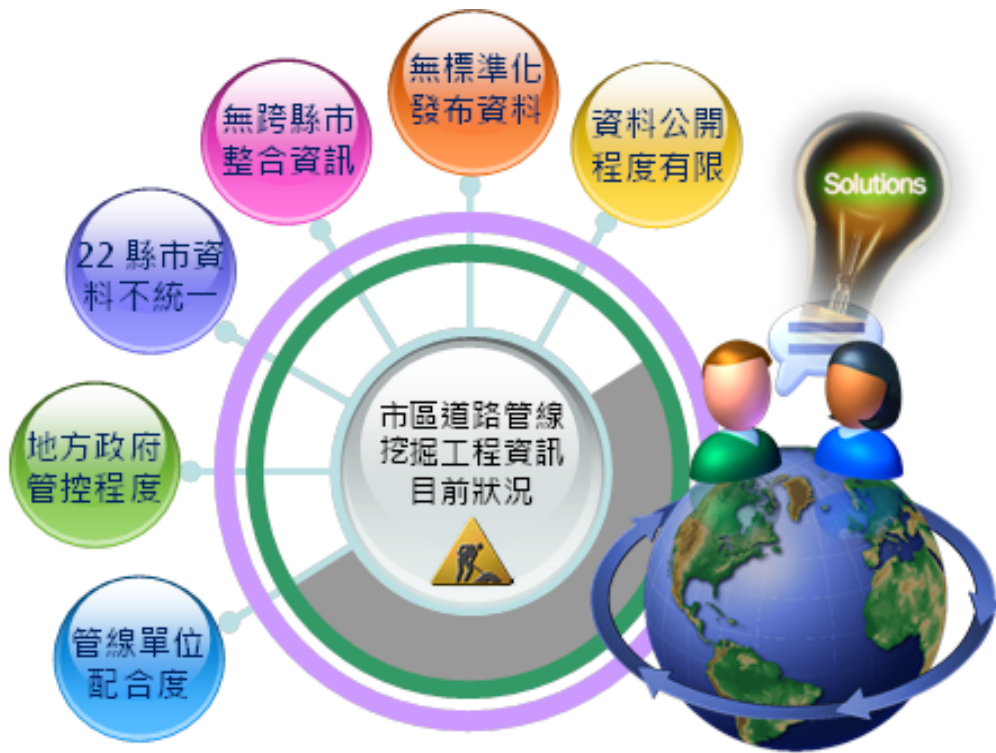 無標準化
發布資料
無跨縣市
整合資訊
資料公開
程度有限
Solutions
22 縣市資
料不統一
地方政府
管控程度
市區道路管線
挖掘工程資訊
目前狀況
管線單位
配合度